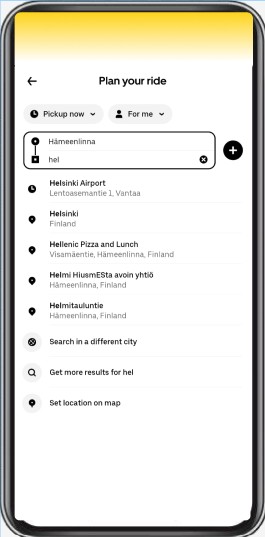 Plan your ride
Pickup now
For me
Hämeenlinna
hel
Helsinki Airport
Lentoasemantie 1, Vantaa
Helsinki
Finland
Hellenic Pizza and Lunch
Visamäentie, Hämeenlinna, Finland
Helmi HiusmESta avoin yhtiö
Hämeenlinna, Finland
Helmitauluntie
Hämeenlinna, Finland
Search in a different city
Get more results for hel
Set location on map